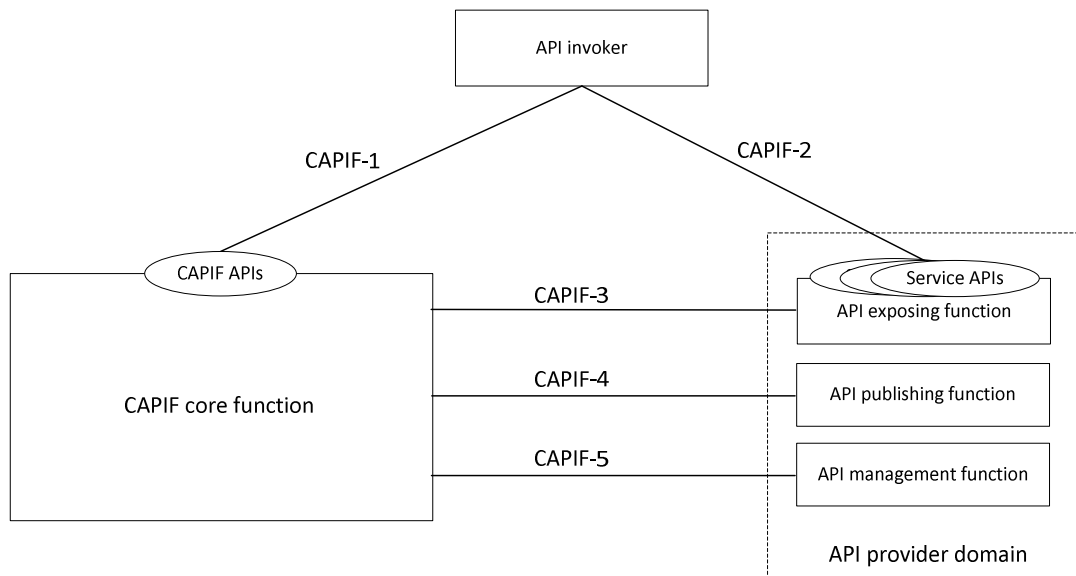 API invoker
CAPIF-1
CAPIF-2
CAPIF APIs
Service APIs
CAPIF-3
API exposing function
CAPIF-4
API publishing function
CAPIF core function
CAPIF-5
API management function
API provider domain